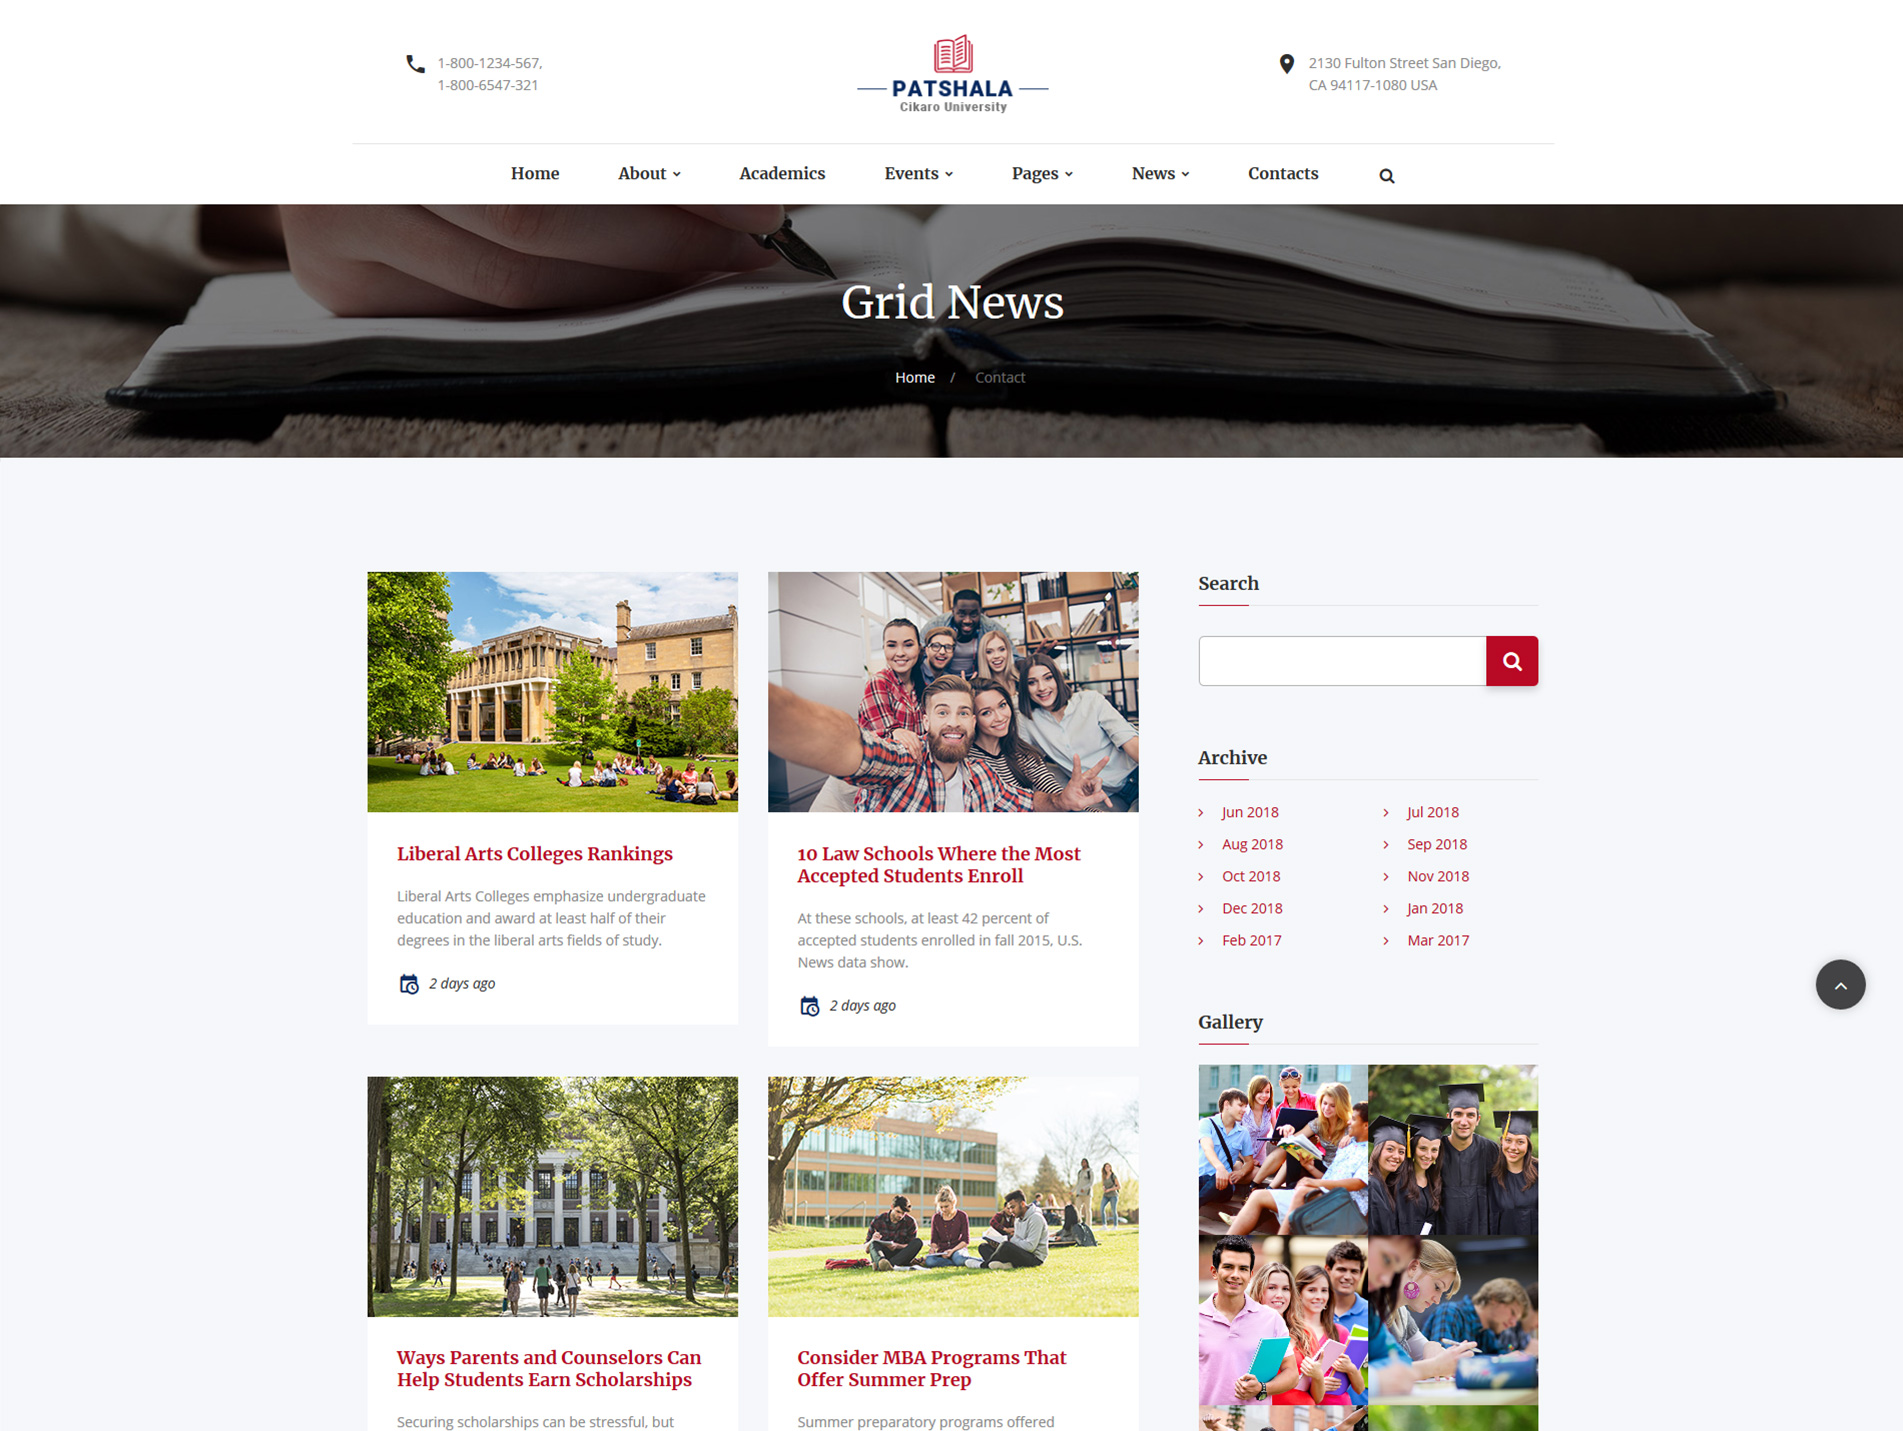 1-800-1234-567,
1-800-6547-321
PATSHALA
Cikaro University
2130 Fulton Street San Diego,
CA 94117-1080 USA
Home About Academics Events Pages News Contacts
Grid News
Home / Contact
Liberal Arts Colleges Rankings
Liberal Arts Colleges emphasize undergraduate
education and award at least half of their
degrees in the liberal arts fields of study.
2 days ago
10 Law Schools Where the Most
Accepted Students Enroll
At these schools, at least 42 percent of
accepted students enrolled in fall 2015, U.S.
News data show.
2 days ago
Ways Parents and Counselors Can
Help Students Earn Scholarships
Securing scholarships can be stressful, but
Consider MBA Programs That
Offer Summer Prep
Summer preparatory programs offered
Search
Archive
Jun 2018 Jul 2018
Aug 2018 Sep 2018
Oct 2018 Nov 2018
Dec 2018 Jan 2018
Feb 2017 Mar 2017
Gallery